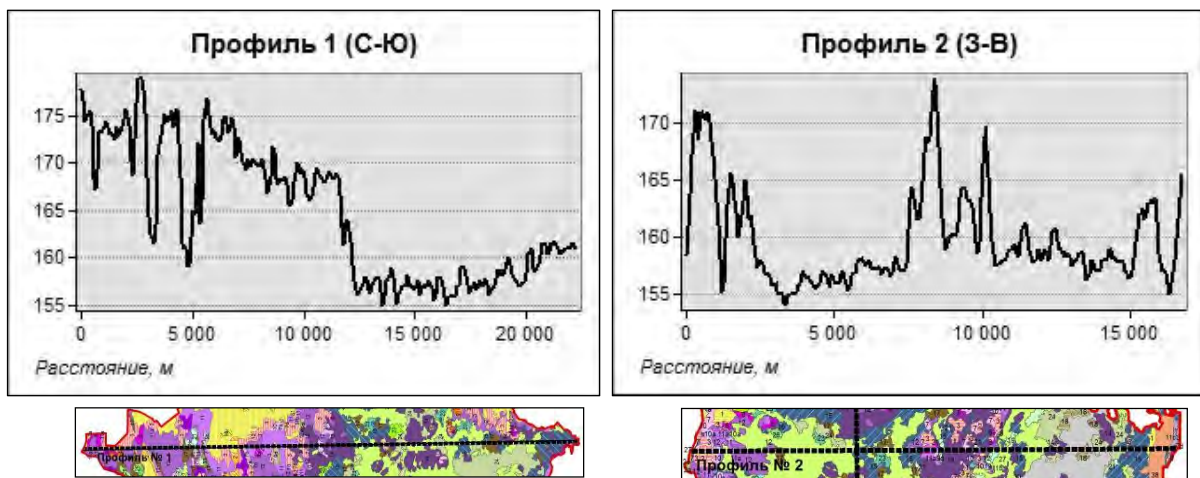 Профиль 1 (С-Ю)
175
170
165
160
155
0 5 000 10 000 15 000 20 000
Расстояние, м
Профиль № 1
Профиль 2 (З-В)
170
165
160
155
0 5 000 10 000 15 000
Расстояние, м
Профиль № 2